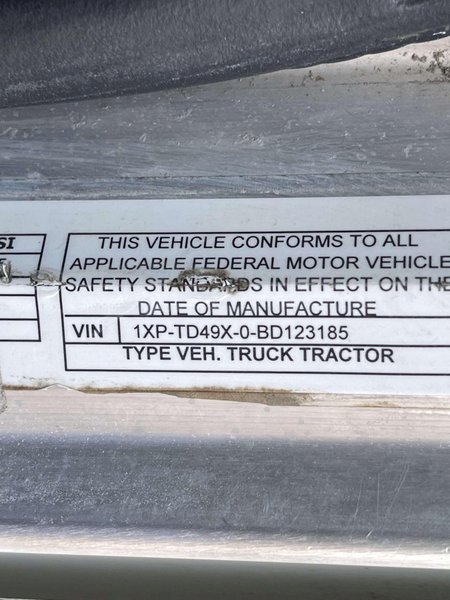 SI
THIS VEHICLE CONFORMS TO ALL
APPLICABLE FEDERAL MOTOR VEHICLE
SAFETY STANDARDS IN EFFECT ON THE
DATE OF MANUFACTURE
VIN 1XP-TD49X-0-BD123185
TYPE VEH. TRUCK TRACTOR